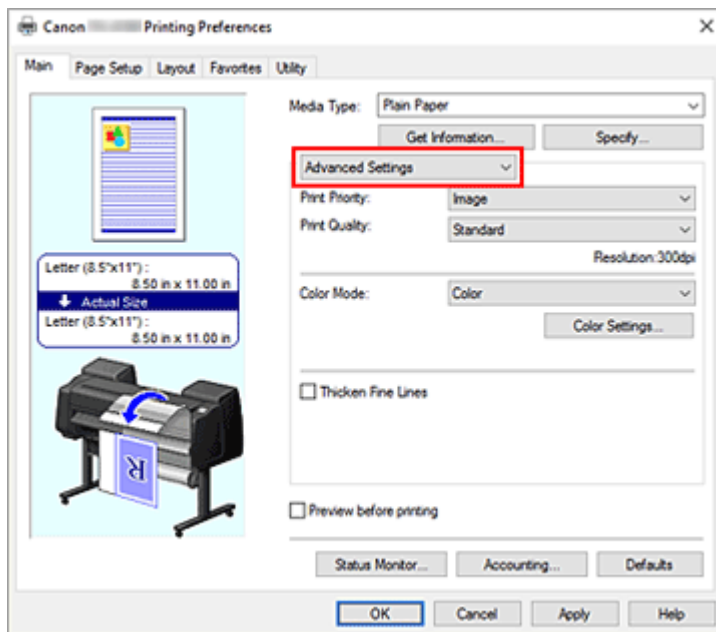 Canon Printing Preferences
Main Page Setup Layout Favorites Utility
Media Type: Plain Paper
Get Information... Specify...
Advanced Settings
Print Priority: Image
Print Quality: Standard
Resolution:300dpi
Color Mode: Color
Color Settings...
Thicken Fine Lines
Preview before printing
Letter (8.5"x11") :
8.50 in x 11.00 in
Actual Size
Letter (8.5"x11") :
8.50 in x 11.00 in
R
Status Monitor... Accounting... Defaults
OK Cancel Apply Help